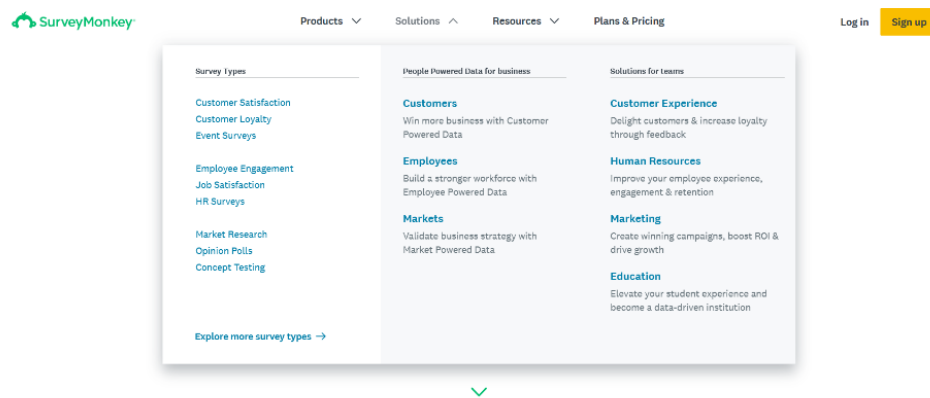 SurveyMonkey
Products
Solutions
Resources
Plans & Pricing
Log in
Sign up
Survey Types
Customer Satisfaction
Customer Loyalty
Event Surveys
Employee Engagement
Job Satisfaction
HR Surveys
Market Research
Opinion Polls
Concept Testing
Explore more survey types →
People Powered Data for business
Customers
Win more business with Customer
Powered Data
Employees
Build a stronger workforce with
Employee Powered Data
Markets
Validate business strategy with
Market Powered Data
Solutions for teams
Customer Experience
Delight customers & increase loyalty
through feedback
Human Resources
Improve your employee experience,
engagement & retention
Marketing
Create winning campaigns, boost ROI &
drive growth
Education
Elevate your student experience and
become a data-driven institution